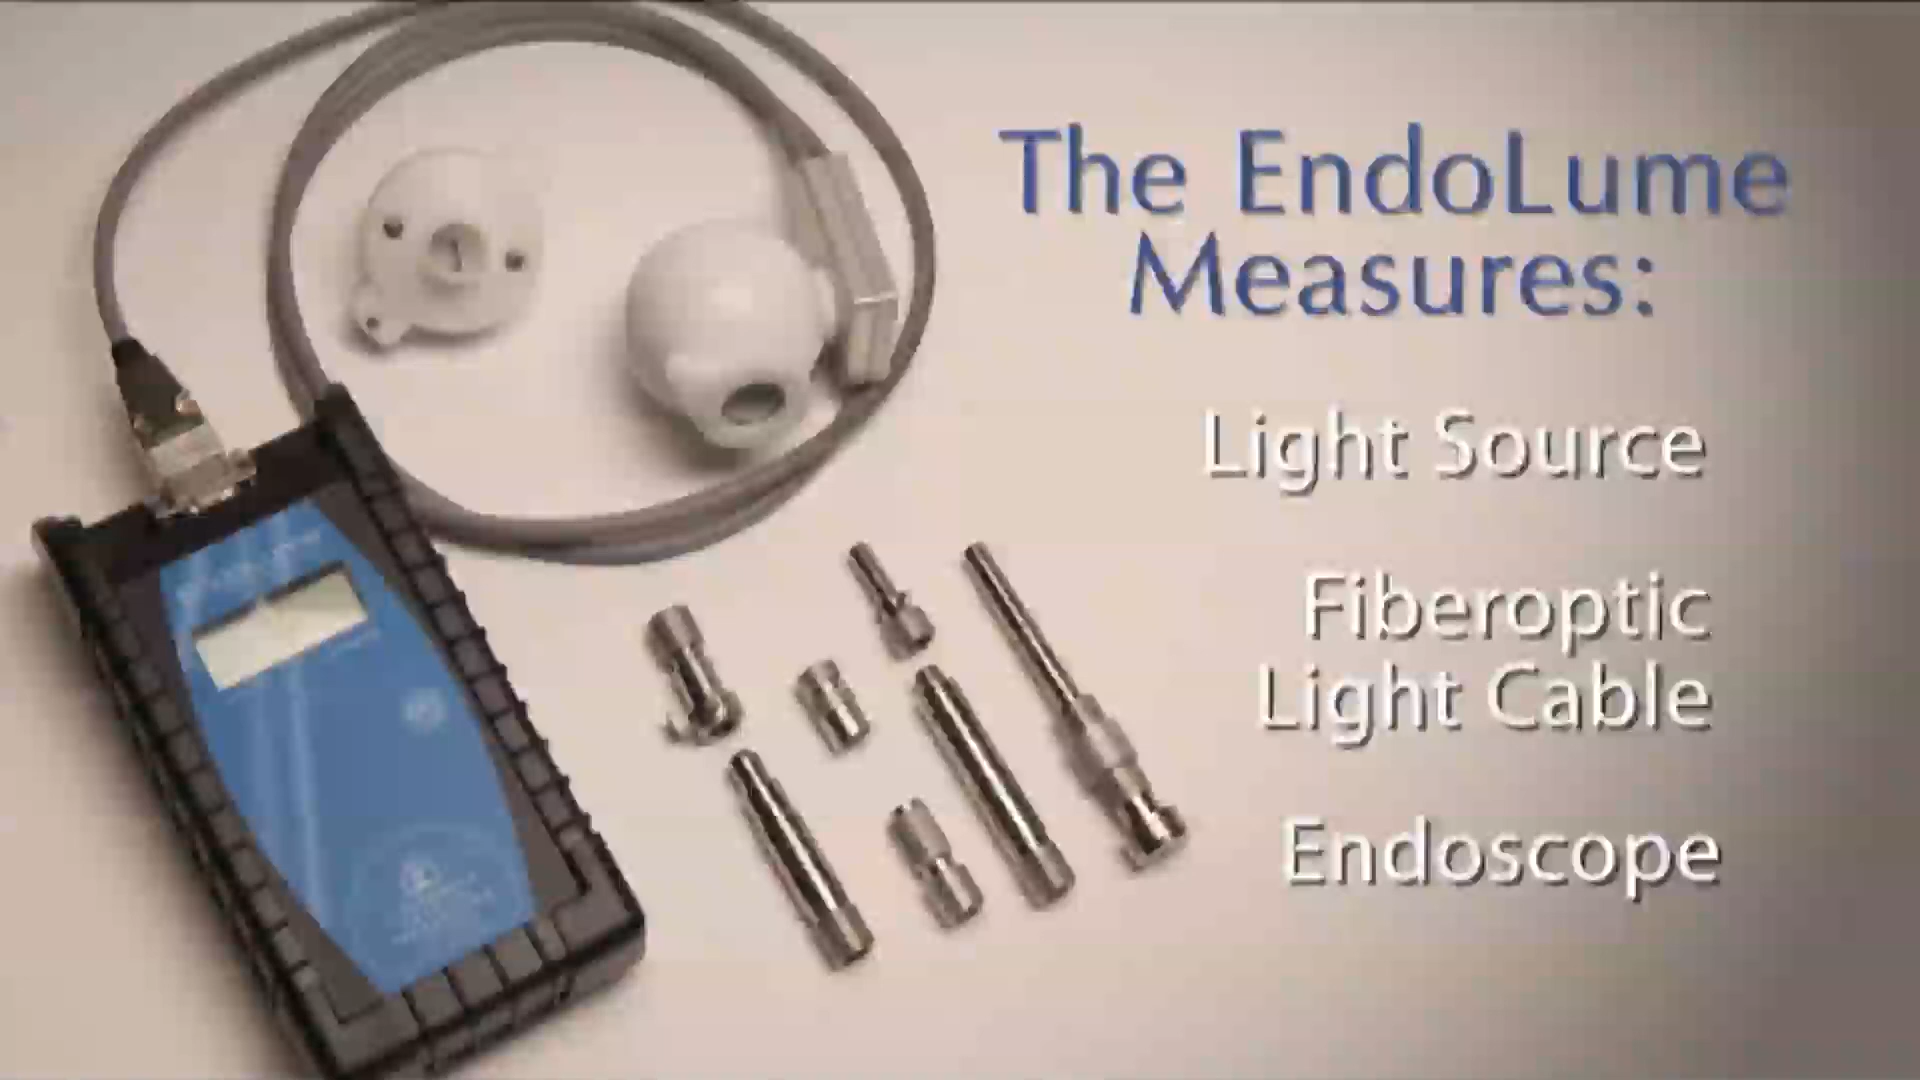 The EndoLume
Measures:
Light Source
Fiberoptic
Light Cable
Endoscope